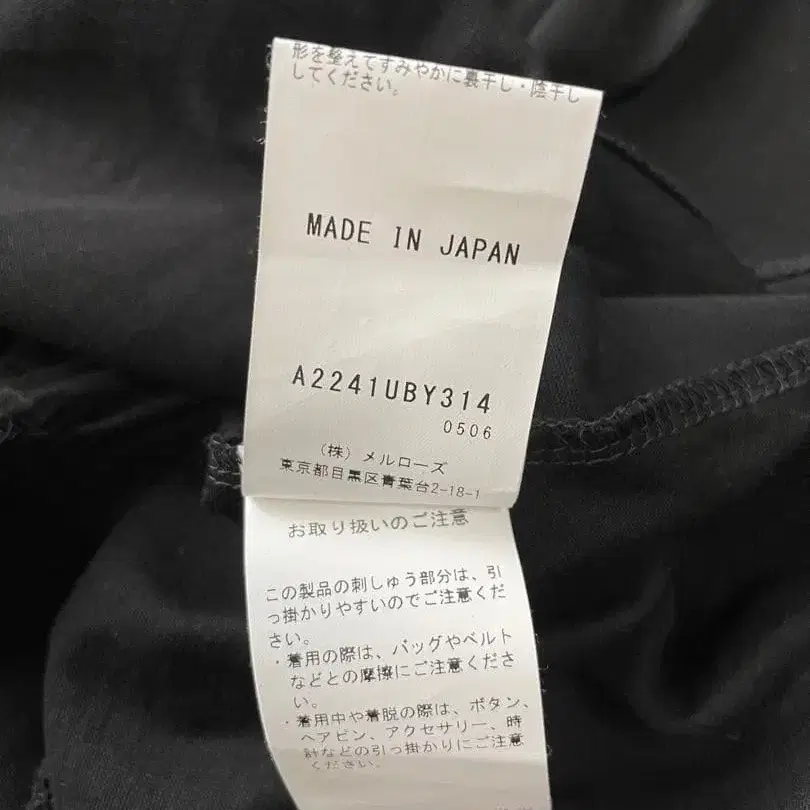 形を整えてすみやかに裏干し・陰干し
してください。
MADE IN JAPAN
A2241UBY314
0506
(株) メルローズ
東京都目黒区青葉台2-18-1
お取り扱いのご注意
この製品の刺しゅう部分は、引
っ掛かりやすいのでご注意くだ
さい。
・着用の際は、バッグやベルト
などとの摩擦にご注意くださ
い。
・着用中や着脱の際は、ボタン、
ヘアピン、アクセサリー、時
計などの引っ掛かりにご注意
ください。